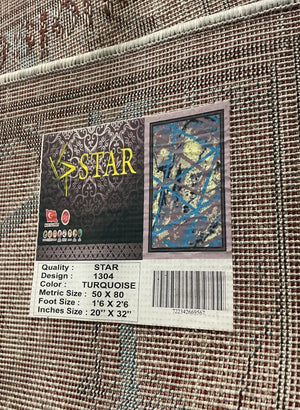 STAR
Quality : STAR
Design : 1304
Color : TURQUOISE
Metric Size : 50 X 80
Foot Size : 1'6 X 2'6
Inches Size : 20" X 32"
722342669567